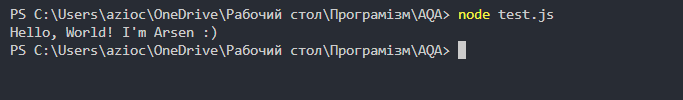 PS C:\Users\azioc\OneDrive\Рабочий стол\Програмізм\AQA> node test.js
Hello, World! I'm Arsen :)
PS C:\Users\azioc\OneDrive\Рабочий стол\Програмізм\AQA>